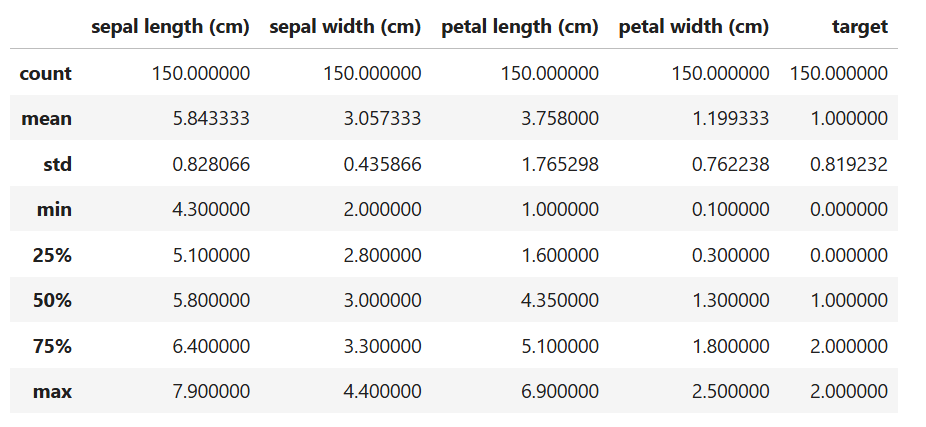 sepal length (cm) sepal width (cm) petal length (cm) petal width (cm) target
count 150.000000 150.000000 150.000000 150.000000 150.000000
mean 5.843333 3.057333 3.758000 1.199333 1.000000
std 0.828066 0.435866 1.765298 0.762238 0.819232
min 4.300000 2.000000 1.000000 0.100000 0.000000
25% 5.100000 2.800000 1.600000 0.300000 0.000000
50% 5.800000 3.000000 4.350000 1.300000 1.000000
75% 6.400000 3.300000 5.100000 1.800000 2.000000
max 7.900000 4.400000 6.900000 2.500000 2.000000